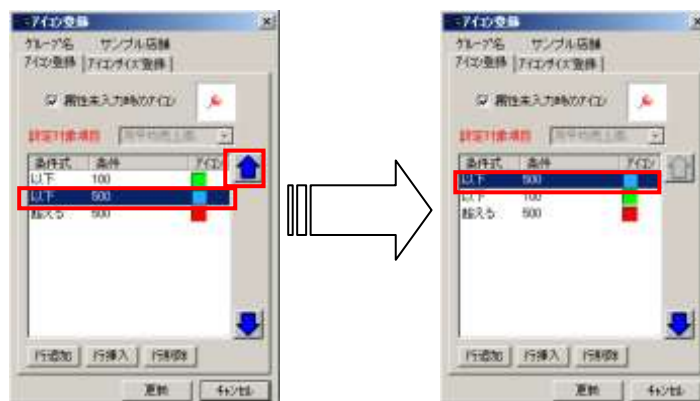 アイコン登録
グループ名 サンプル店舗
アイコン登録 アイコンサイズ登録
属性未入力時のアイコン
設定対象項目
条件式 条件 アイコン
以下 100
以下 500
超える 500
行追加 行挿入 行削除
更新 キャンセル
アイコン登録
グループ名 サンプル店舗
アイコン登録 アイコンサイズ登録
属性未入力時のアイコン
設定対象項目
条件式 条件 アイコン
以下 500
以下 100
超える 500
行追加 行挿入 行削除
更新 キャンセル